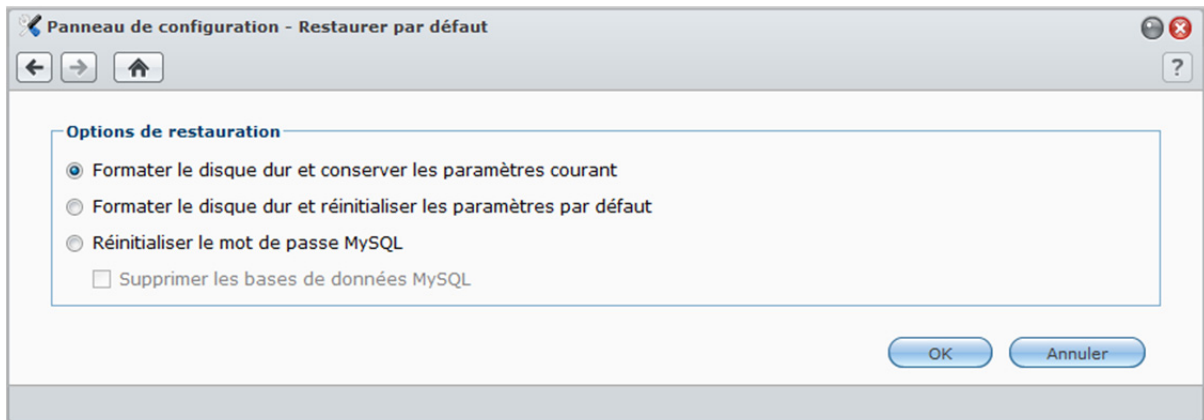 Panneau de configuration - Restaurer par défaut
?
Options de restauration
Formater le disque dur et conserver les paramètres courant
Formater le disque dur et réinitialiser les paramètres par défaut
Réinitialiser le mot de passe MySQL
Supprimer les bases de données MySQL
OK Annuler